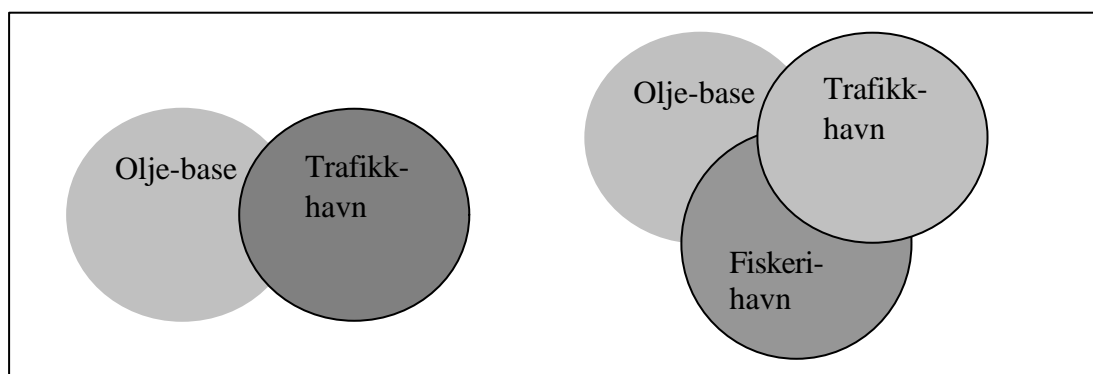 Olje-base
Trafikk-
havn
Olje-base
Trafikk-
havn
Fiskeri-
havn